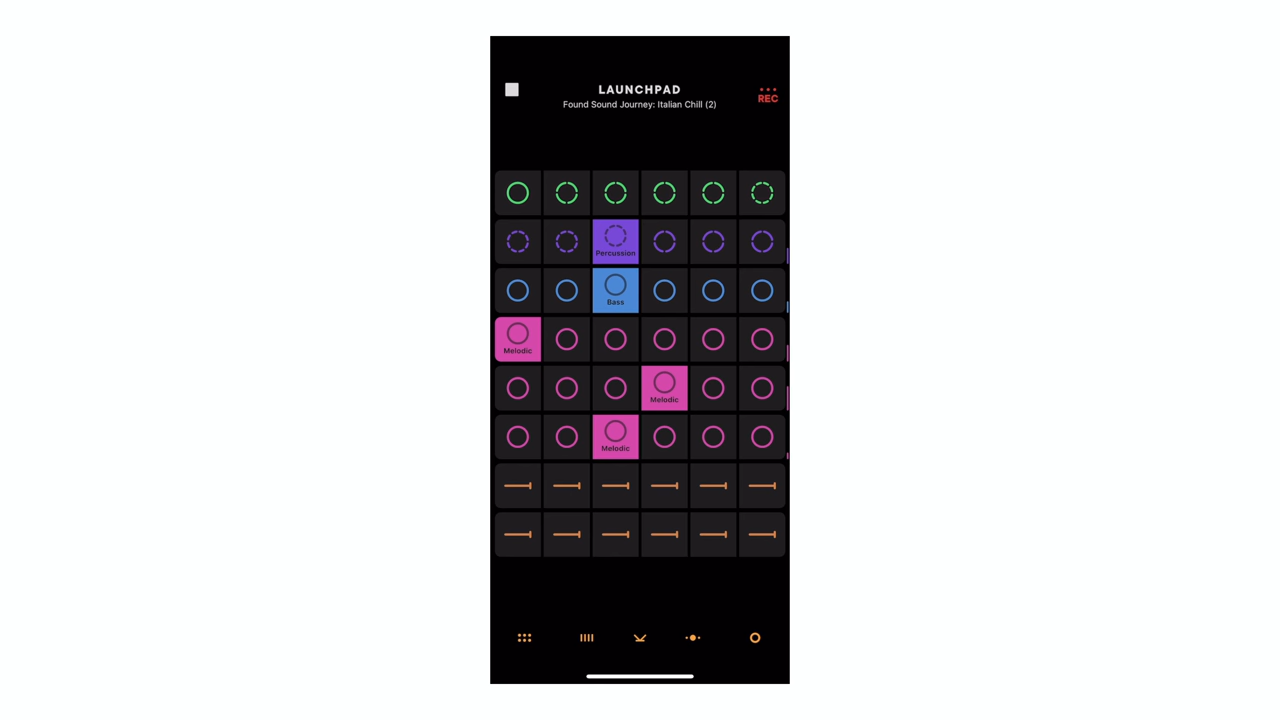 LAUNCHPAD
Found Sound Journey: Italian Chill (2)
REC
Percussion
Bass
Melodic
Melodic
Melodic